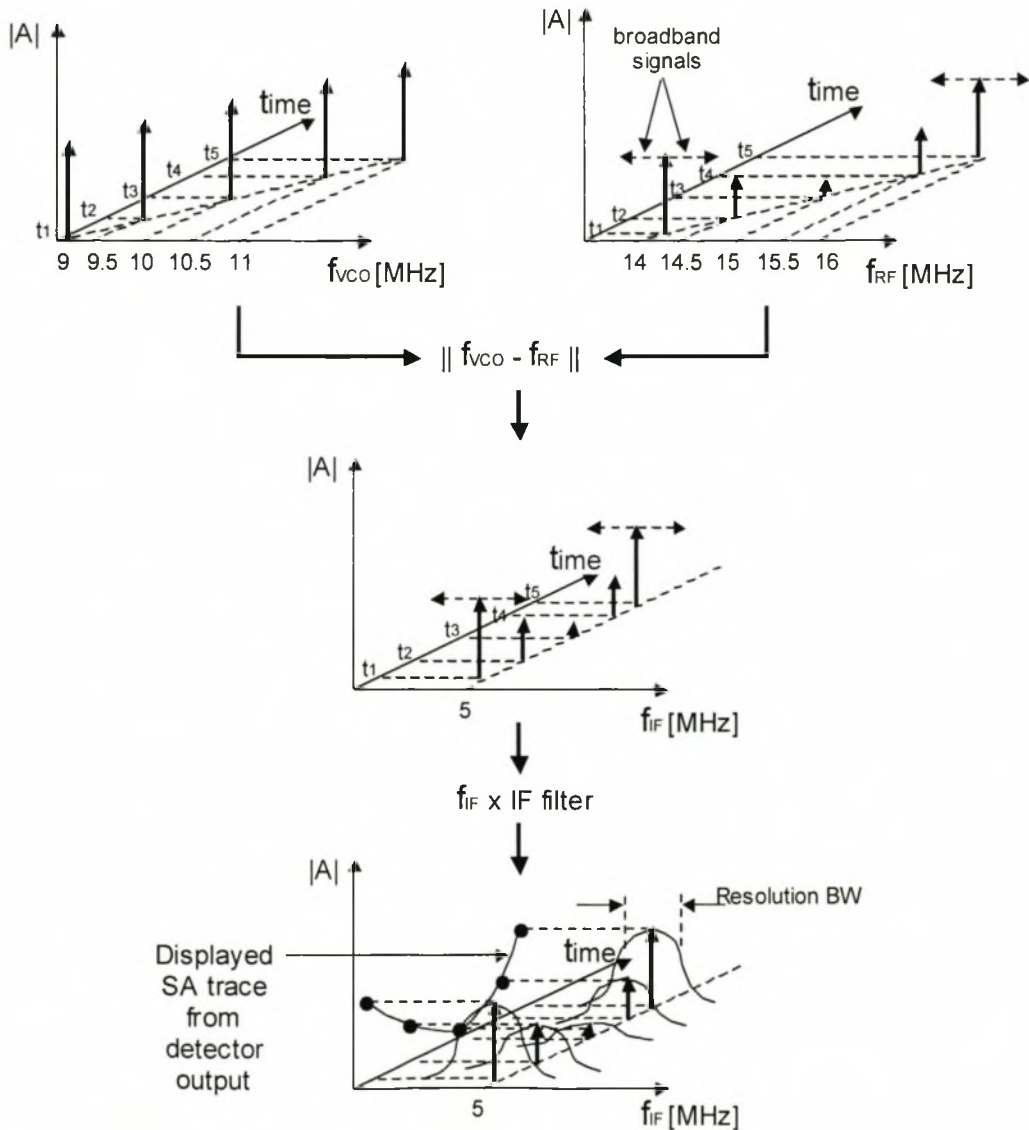 |A|
time
t5
t4
t3
t2
t1
9 9.5 10 10.5 11
fVCO [MHz]
|A|
broadband
signals
time
t5
t4
t3
t2
t1
14 14.5 15 15.5 16
fRF [MHz]
|| fVCO - fRF ||
|A|
time
t5
t4
t3
t2
t1
5
fIF [MHz]
fIF x IF filter
|A|
Resolution BW
time
Displayed
SA trace
from
detector
output
5
fIF [MHz]